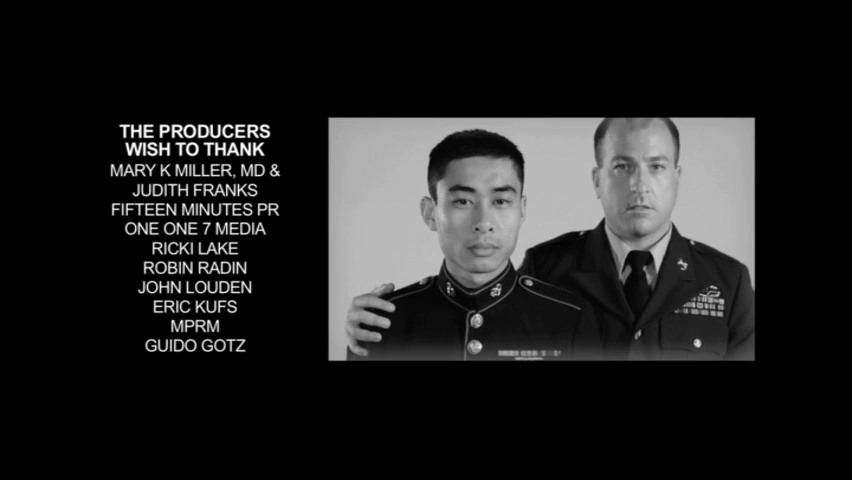 THE PRODUCERS
WISH TO THANK
MARY K MILLER, MD &
JUDITH FRANKS
FIFTEEN MINUTES PR
ONE ONE 7 MEDIA
RICKI LAKE
ROBIN RADIN
JOHN LOUDEN
ERIC KUFS
MPRM
GUIDO GOTZ